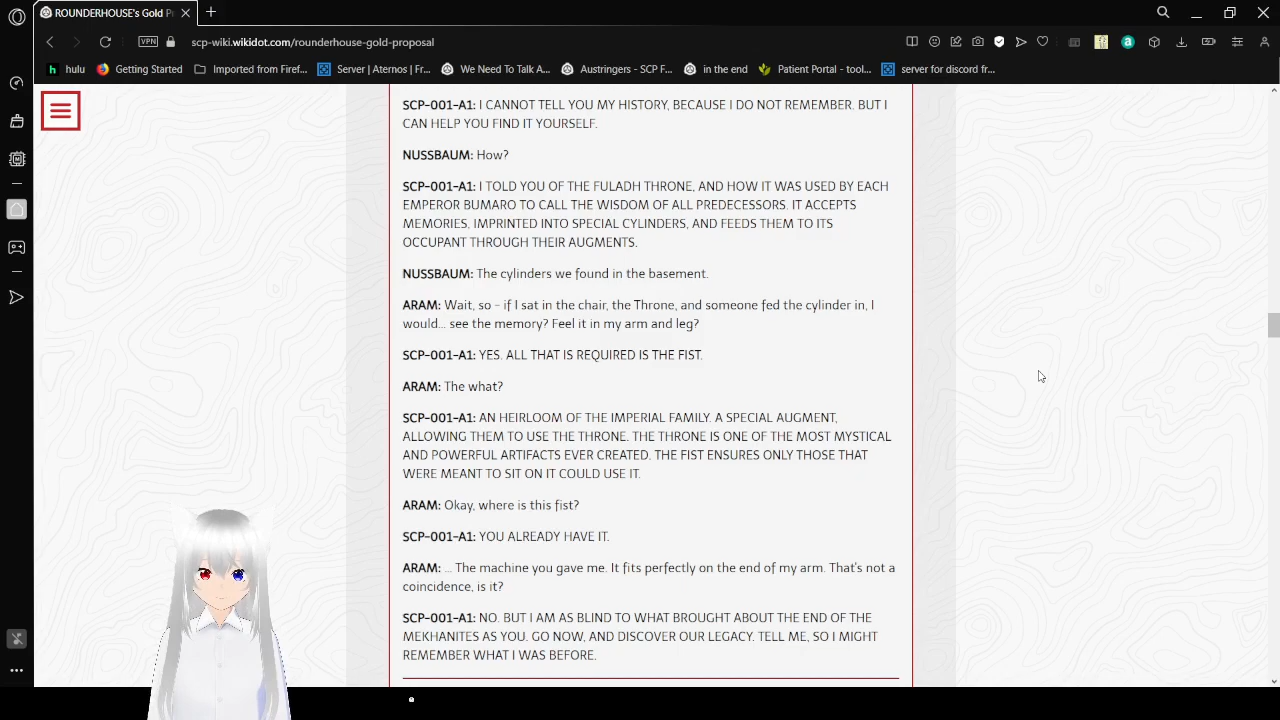 ROUNDERHOUSE's Gold P
VPN
scp-wiki.wikidot.com/rounderhouse-gold-proposal
hulu
Getting Started
Imported from Firef...
Server | Aternos | Fr...
We Need To Talk A...
Austringers - SCP F...
in the end
Patient Portal - tool...
server for discord fr...
SCP-001-A1: I CANNOT TELL YOU MY HISTORY, BECAUSE I DO NOT REMEMBER. BUT I
CAN HELP YOU FIND IT YOURSELF.
NUSSBAUM: How?
SCP-001-A1: I TOLD YOU OF THE FULADH THRONE, AND HOW IT WAS USED BY EACH
EMPEROR BUMARO TO CALL THE WISDOM OF ALL PREDECESSORS. IT ACCEPTS
MEMORIES, IMPRINTED INTO SPECIAL CYLINDERS, AND FEEDS THEM TO ITS
OCCUPANT THROUGH THEIR AUGMENTS.
NUSSBAUM: The cylinders we found in the basement.
ARAM: Wait, so – if I sat in the chair, the Throne, and someone fed the cylinder in, I
would... see the memory? Feel it in my arm and leg?
SCP-001-A1: YES. ALL THAT IS REQUIRED IS THE FIST.
ARAM: The what?
SCP-001-A1: AN HEIRLOOM OF THE IMPERIAL FAMILY. A SPECIAL AUGMENT,
ALLOWING THEM TO USE THE THRONE. THE THRONE IS ONE OF THE MOST MYSTICAL
AND POWERFUL ARTIFACTS EVER CREATED. THE FIST ENSURES ONLY THOSE THAT
WERE MEANT TO SIT ON IT COULD USE IT.
ARAM: Okay, where is this fist?
SCP-001-A1: YOU ALREADY HAVE IT.
ARAM: ... The machine you gave me. It fits perfectly on the end of my arm. That's not a
coincidence, is it?
SCP-001-A1: NO. BUT I AM AS BLIND TO WHAT BROUGHT ABOUT THE END OF THE
MEKHANITES AS YOU. GO NOW, AND DISCOVER OUR LEGACY. TELL ME, SO I MIGHT
REMEMBER WHAT I WAS BEFORE.